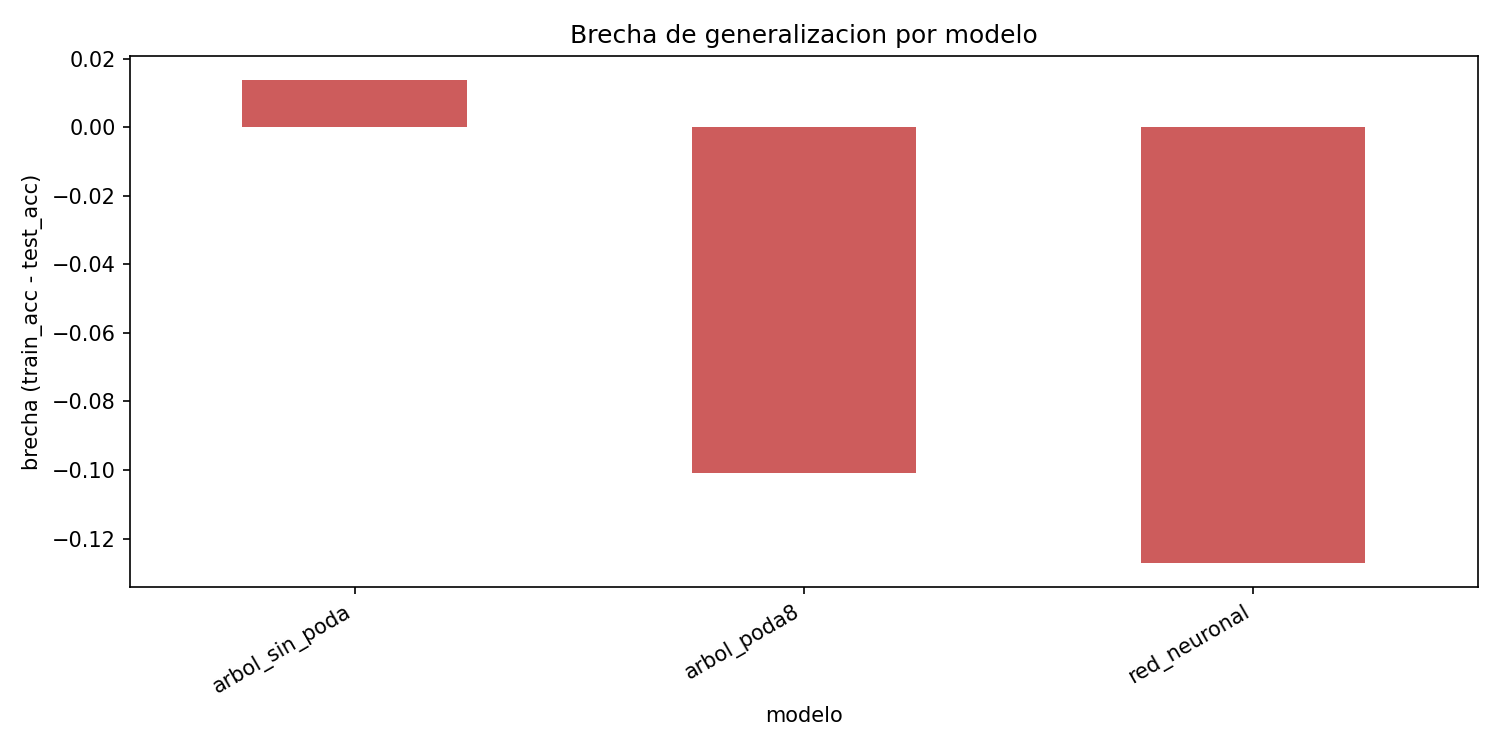 Brecha de generalizacion por modelo
brecha (train_acc - test_acc)
0.02
0.00
−0.02
−0.04
−0.06
−0.08
−0.10
−0.12
arbol_sin_poda
arbol_poda8
red_neuronal
modelo